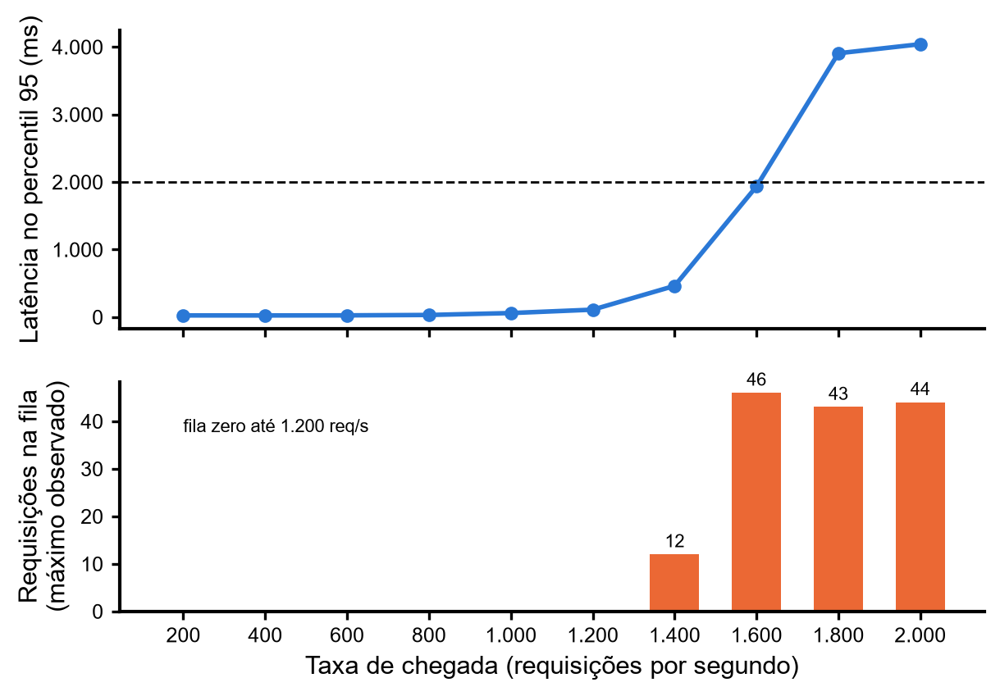 Latência no percentil 95 (ms)
4.000
3.000
2.000
1.000
0
Requisições na fila
(máximo observado)
40
30
20
10
0
fila zero até 1.200 req/s
12
46
43
44
200 400 600 800 1.000 1.200 1.400 1.600 1.800 2.000
Taxa de chegada (requisições por segundo)